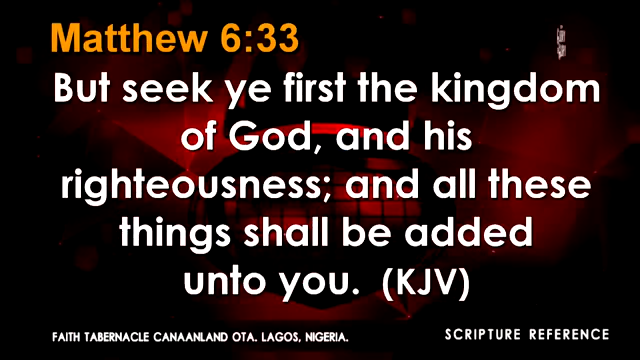 Matthew 6:33
But seek ye first the kingdom
of God, and his
righteousness; and all these
things shall be added
unto you. (KJV)
FAITH TABERNACLE CANAANLAND OTA. LAGOS, NIGERIA.
SCRIPTURE REFERENCE